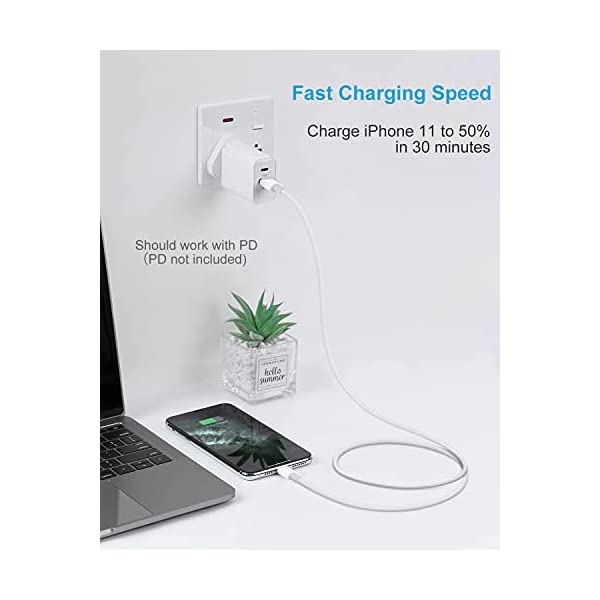 Fast Charging Speed
Charge iPhone 11 to 50%
in 30 minutes
Should work with PD
(PD not included)
hello
summer